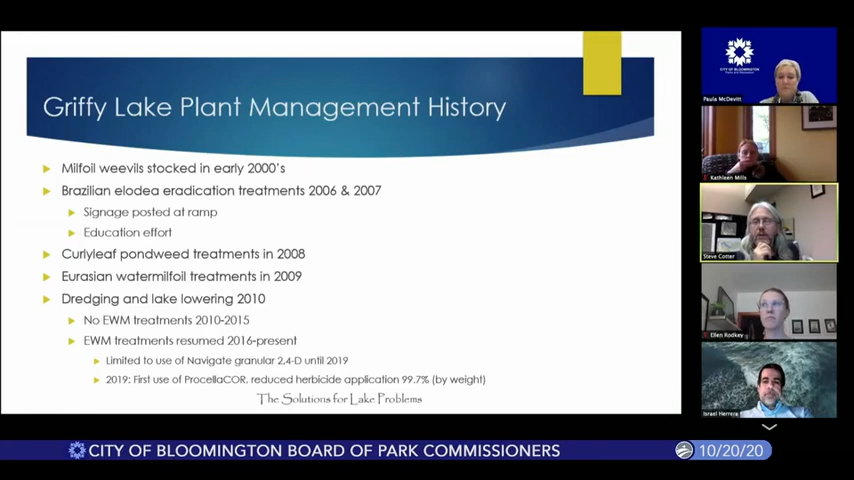 Griffy Lake Plant Management History
Milfoil weevils stocked in early 2000's
Brazilian elodea eradication treatments 2006 & 2007
Signage posted at ramp
Education effort
Curlyleaf pondweed treatments in 2008
Eurasian watermilfoil treatments in 2009
Dredging and lake lowering 2010
No EWM treatments 2010-2015
EWM treatments resumed 2016-present
Limited to use of Navigate granular 2,4-D until 2019
2019: First use of ProcellaCOR, reduced herbicide application 99.7% (by weight)
The Solutions for Lake Problems
CITY OF BLOOMINGTON
Paula McDevitt
Kathleen Mills
Steve Cotter
Ellen Rodkey
Israel Herrera
CITY OF BLOOMINGTON BOARD OF PARK COMMISSIONERS
10/20/20